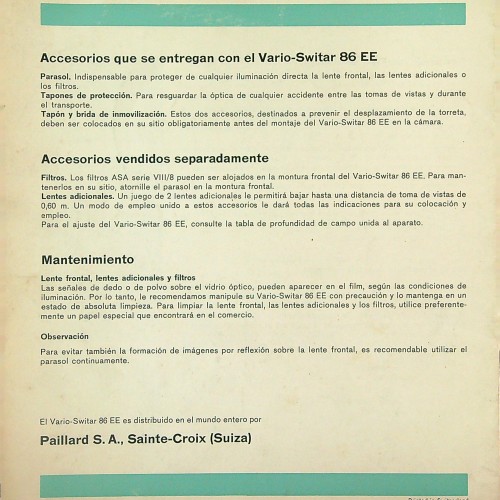 Accesorios que se entregan con el Vario-Switar 86 EE
Parasol. Indispensable para proteger de cualquier iluminación directa la lente frontal, las lentes adicionales o
los filtros.
Tapones de protección. Para resguardar la óptica de cualquier accidente entre las tomas de vistas y durante
el transporte.
Tapón y brida de inmovilización. Estos dos accesorios, destinados a prevenir el desplazamiento de la torreta,
deben ser colocados en su sitio obligatoriamente antes del montaje del Vario-Switar 86 EE en la cámara.
Accesorios vendidos separadamente
Filtros. Los filtros ASA serie VIII/8 pueden ser alojados en la montura frontal del Vario-Switar 86 EE. Para man-
tenerlos en su sitio, atornille el parasol en la montura frontal.
Lentes adicionales. Un juego de 2 lentes adicionales le permitirá bajar hasta una distancia de toma de vistas de
0,60 m. Un modo de empleo unido a estos accesorios le dará todas las indicaciones para su colocación y
empleo.
Para el ajuste del Vario-Switar 86 EE, consulte la tabla de profundidad de campo unida al aparato.
Mantenimiento
Lente frontal, lentes adicionales y filtros
Las señales de dedo o de polvo sobre el vidrio óptico, pueden aparecer en el film, según las condiciones de
iluminación. Por lo tanto, le recomendamos manipule su Vario-Switar 86 EE con precaución y lo mantenga en un
estado de absoluta limpieza. Para limpiar la lente frontal, las lentes adicionales y los filtros, utilice preferente-
mente un papel especial que encontrará en el comercio.
Observación
Para evitar también la formación de imágenes por reflexión sobre la lente frontal, es recomendable utilizar el
parasol continuamente.
El Vario-Switar 86 EE es distribuido en el mundo entero por
Paillard S. A., Sainte-Croix (Suiza)